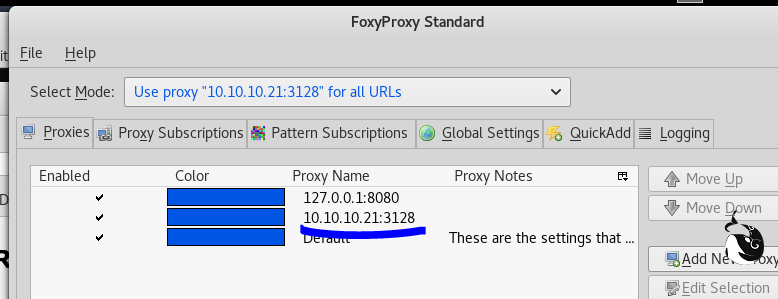 FoxyProxy Standard
File Help
Select Mode: Use proxy "10.10.10.21:3128" for all URLs
Proxies Proxy Subscriptions Pattern Subscriptions Global Settings QuickAdd Logging
Enabled Color Proxy Name Proxy Notes
127.0.0.1:8080
10.10.10.21:3128
Default These are the settings that ...
Move Up
Move Down
Add New Proxy
Edit Selection